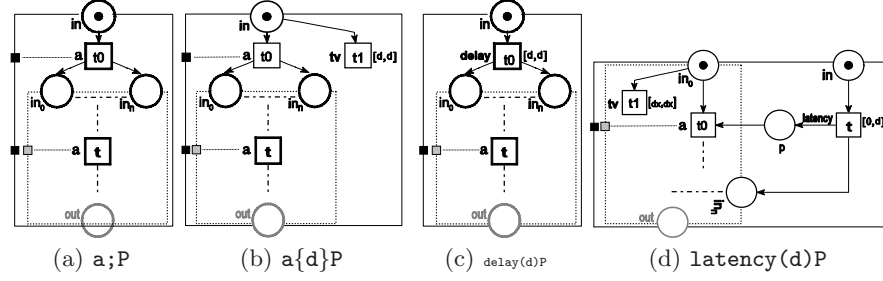 in
a t0
in₀ inₙ
a t
out
(a) a;P
in
a t0 tv t1 [d,d]
in₀ inₙ
a t
out
(b) a{d}P
in
delay t0 [d,d]
in₀ inₙ
a t
out
(c) delay(d)P
in₀ in
tv t1 [dx,dx]
a t0 p latency t [0,d]
inₙ
out
(d) latency(d)P